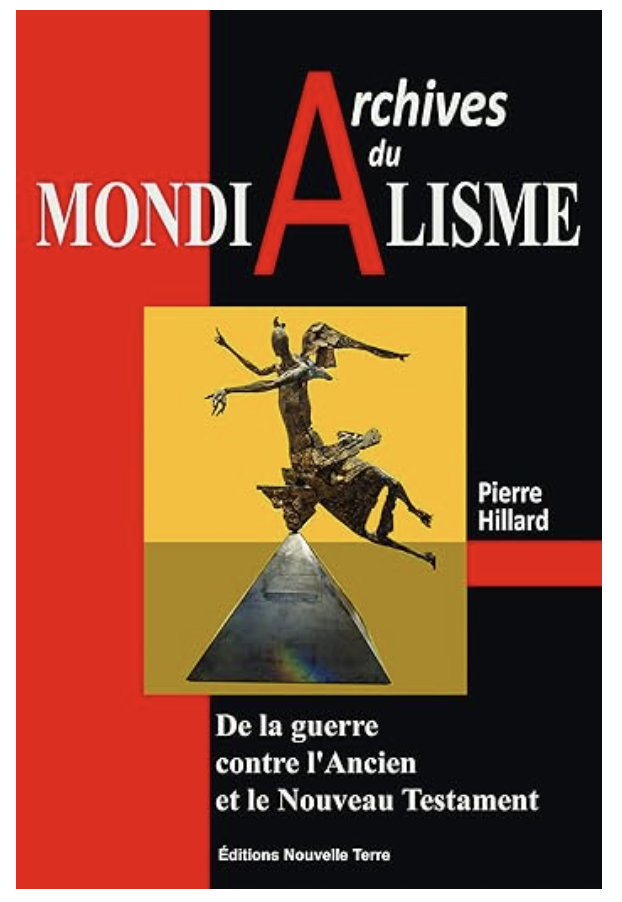 Archives
du
MONDIALISME
Pierre
Hillard
De la guerre
contre l'Ancien
et le Nouveau Testament
Éditions Nouvelle Terre